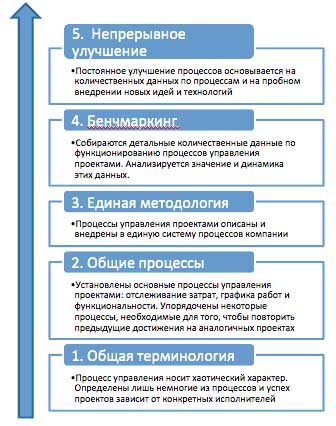 5. Непрерывное
улучшение
•Постоянное улучшение процессов основывается на
количественных данных по процессам и на пробном
внедрении новых идей и технологий
4. Бенчмаркинг
•Собираются детальные количественные данные по
функционированию процессов управления
проектами. Анализируется значение и динамика
этих данных.
3. Единая методология
•Процессы управления проектами описаны и
внедрены в единую систему процессов компании
2. Общие процессы
•Установлены основные процессы управления
проектами: отслеживание затрат, графика работ и
функциональности. Упорядочены некоторые
процессы, необходимые для того, чтобы повторить
предыдущие достижения на аналогичных проектах
1. Общая терминология
•Процесс управления носит хаотический характер.
Определены лишь немногие из процессов и успех
проектов зависит от конкретных исполнителей